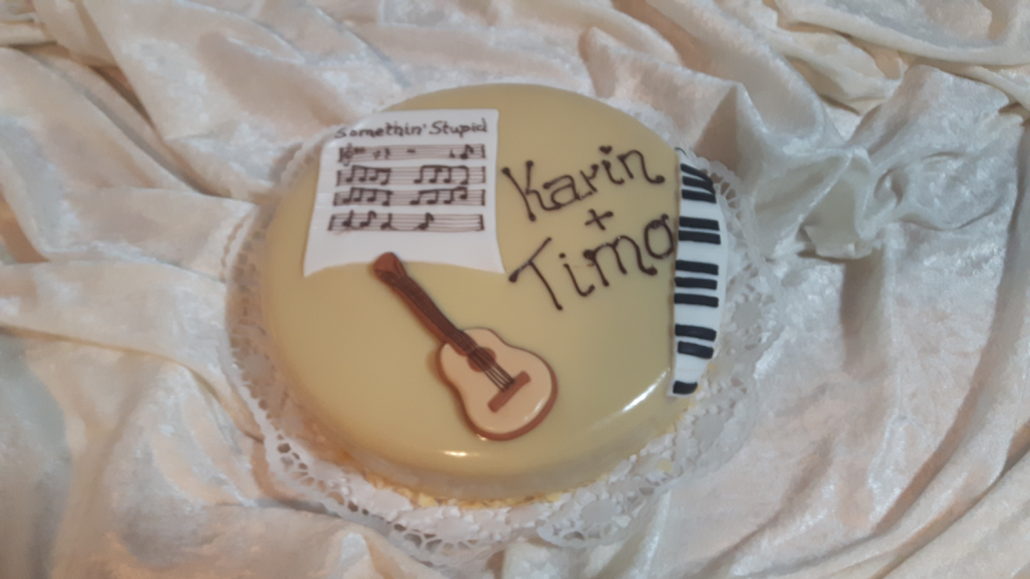 Somethin' Stupid
Karin
+
Timo